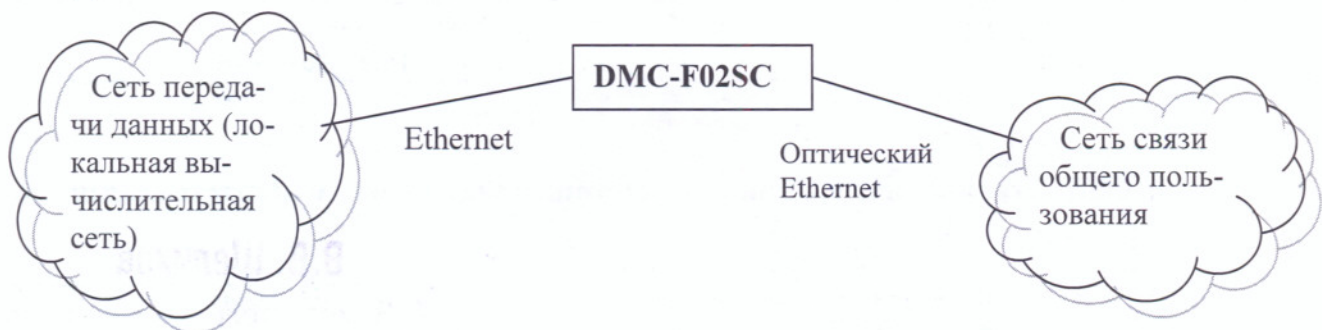 Сеть переда-
чи данных (ло-
кальная вы-
числительная
сеть)
Ethernet
DMC-F02SC
Оптический
Ethernet
Сеть связи
общего поль-
зования